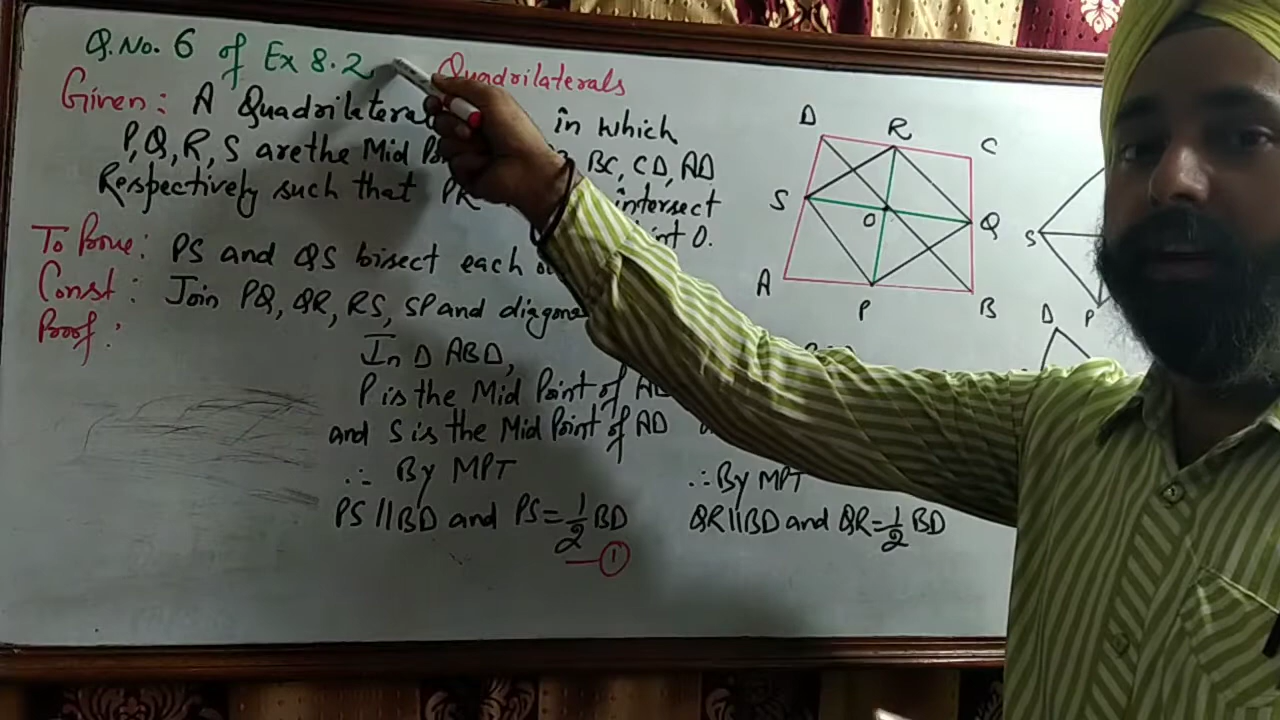 Q.No. 6 of Ex 8.2
Quadrilaterals
Given: A Quadrilateral in which
P,Q,R,S are the Mid BC, CD, AD
Respectively such that PR intersect
O.
To Prove: PS and QS bisect each
Const: Join PQ, QR, RS, SP and
Proof:
In D ABD,
P is the Mid Point of
and S is the Mid Point of AD
∴ By MPT
PS || BD and PS = 1/2 BD
—①
∴ By MPT
QR || BD and QR = 1/2 BD
D R C
S O Q
A P B
S
D P